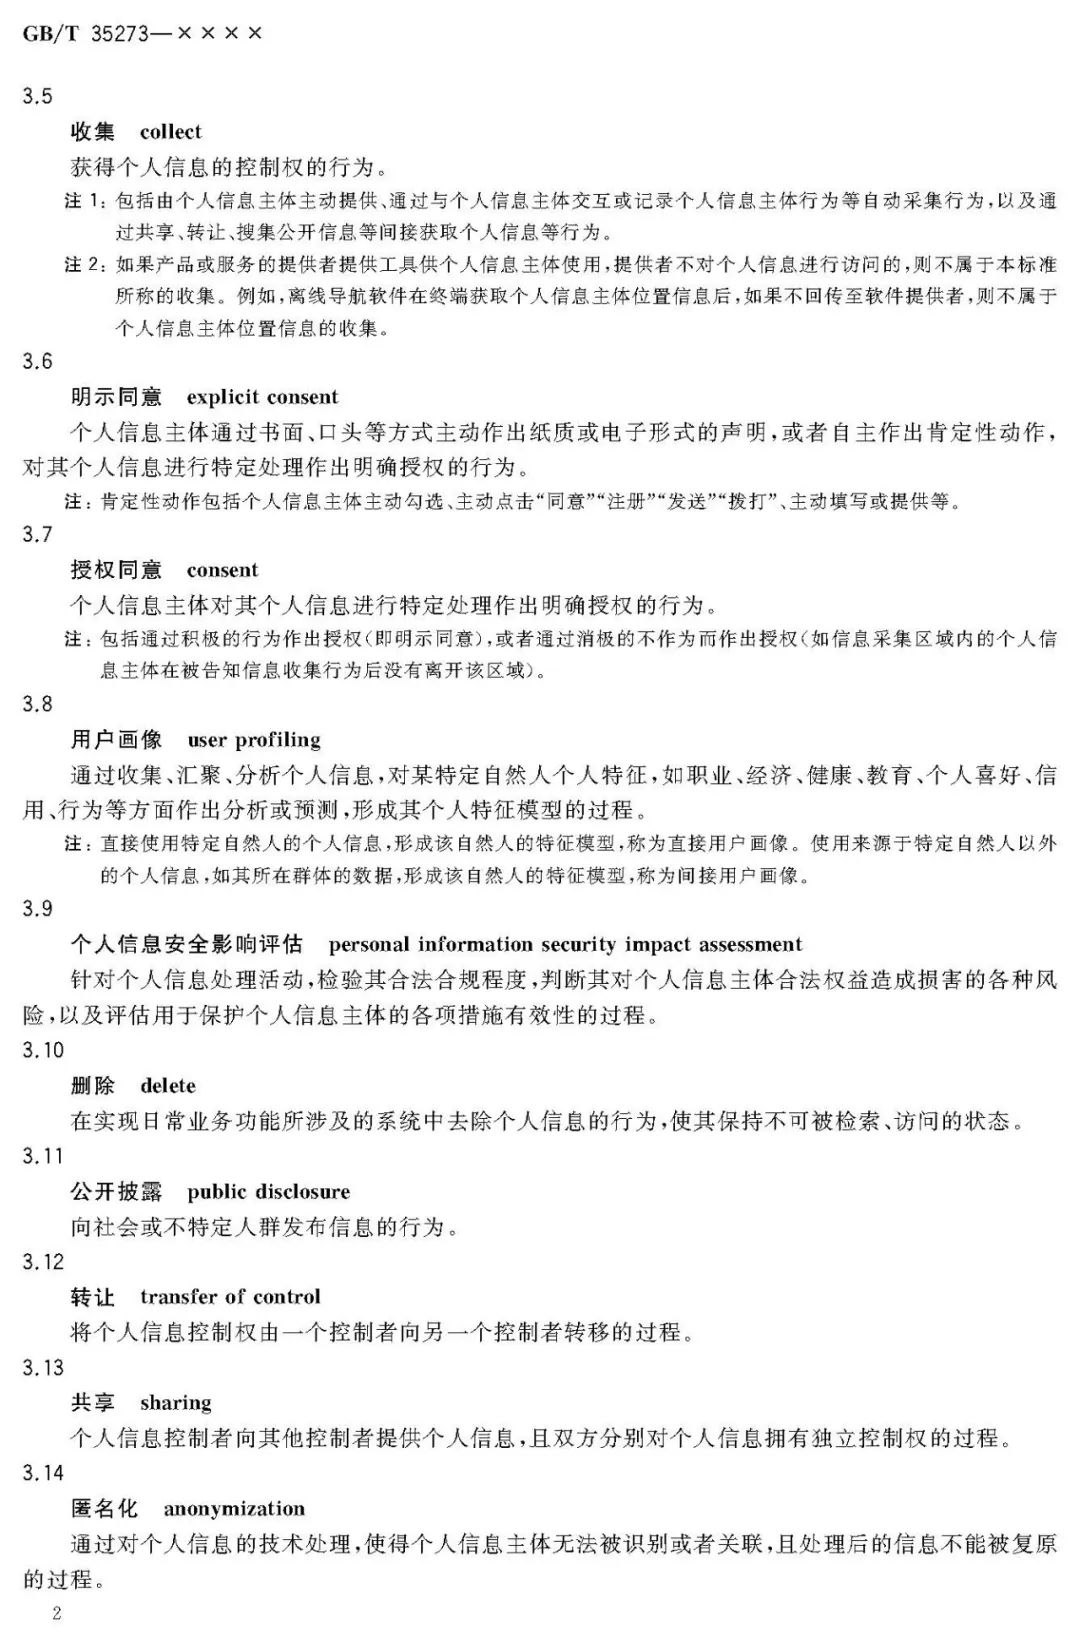 GB/T 35273—××××
3.5
收集 collect
获得个人信息的控制权的行为。
注 1：包括由个人信息主体主动提供、通过与个人信息主体交互或记录个人信息主体行为等自动采集行为，以及通
过共享、转让、搜集公开信息等间接获取个人信息等行为。
注 2：如果产品或服务的提供者提供工具供个人信息主体使用，提供者不对个人信息进行访问的，则不属于本标准
所称的收集。例如，离线导航软件在终端获取个人信息主体位置信息后，如果不回传至软件提供者，则不属于
个人信息主体位置信息的收集。
3.6
明示同意 explicit consent
个人信息主体通过书面、口头等方式主动作出纸质或电子形式的声明，或者自主作出肯定性动作，
对其个人信息进行特定处理作出明确授权的行为。
注：肯定性动作包括个人信息主体主动勾选、主动点击“同意”“注册”“发送”“拨打”、主动填写或提供等。
3.7
授权同意 consent
个人信息主体对其个人信息进行特定处理作出明确授权的行为。
注：包括通过积极的行为作出授权（即明示同意），或者通过消极的不作为而作出授权（如信息采集区域内的个人信
息主体在被告知信息收集行为后没有离开该区域）。
3.8
用户画像 user profiling
通过收集、汇聚、分析个人信息，对某特定自然人个人特征，如职业、经济、健康、教育、个人喜好、信
用、行为等方面作出分析或预测，形成其个人特征模型的过程。
注：直接使用特定自然人的个人信息，形成该自然人的特征模型，称为直接用户画像。使用来源于特定自然人以外
的个人信息，如其所在群体的数据，形成该自然人的特征模型，称为间接用户画像。
3.9
个人信息安全影响评估 personal information security impact assessment
针对个人信息处理活动，检验其合法合规程度，判断其对个人信息主体合法权益造成损害的各种风
险，以及评估用于保护个人信息主体的各项措施有效性的过程。
3.10
删除 delete
在实现日常业务功能所涉及的系统中去除个人信息的行为，使其保持不可被检索、访问的状态。
3.11
公开披露 public disclosure
向社会或不特定人群发布信息的行为。
3.12
转让 transfer of control
将个人信息控制权由一个控制者向另一个控制者转移的过程。
3.13
共享 sharing
个人信息控制者向其他控制者提供个人信息，且双方分别对个人信息拥有独立控制权的过程。
3.14
匿名化 anonymization
通过对个人信息的技术处理，使得个人信息主体无法被识别或者关联，且处理后的信息不能被复原
的过程。
2